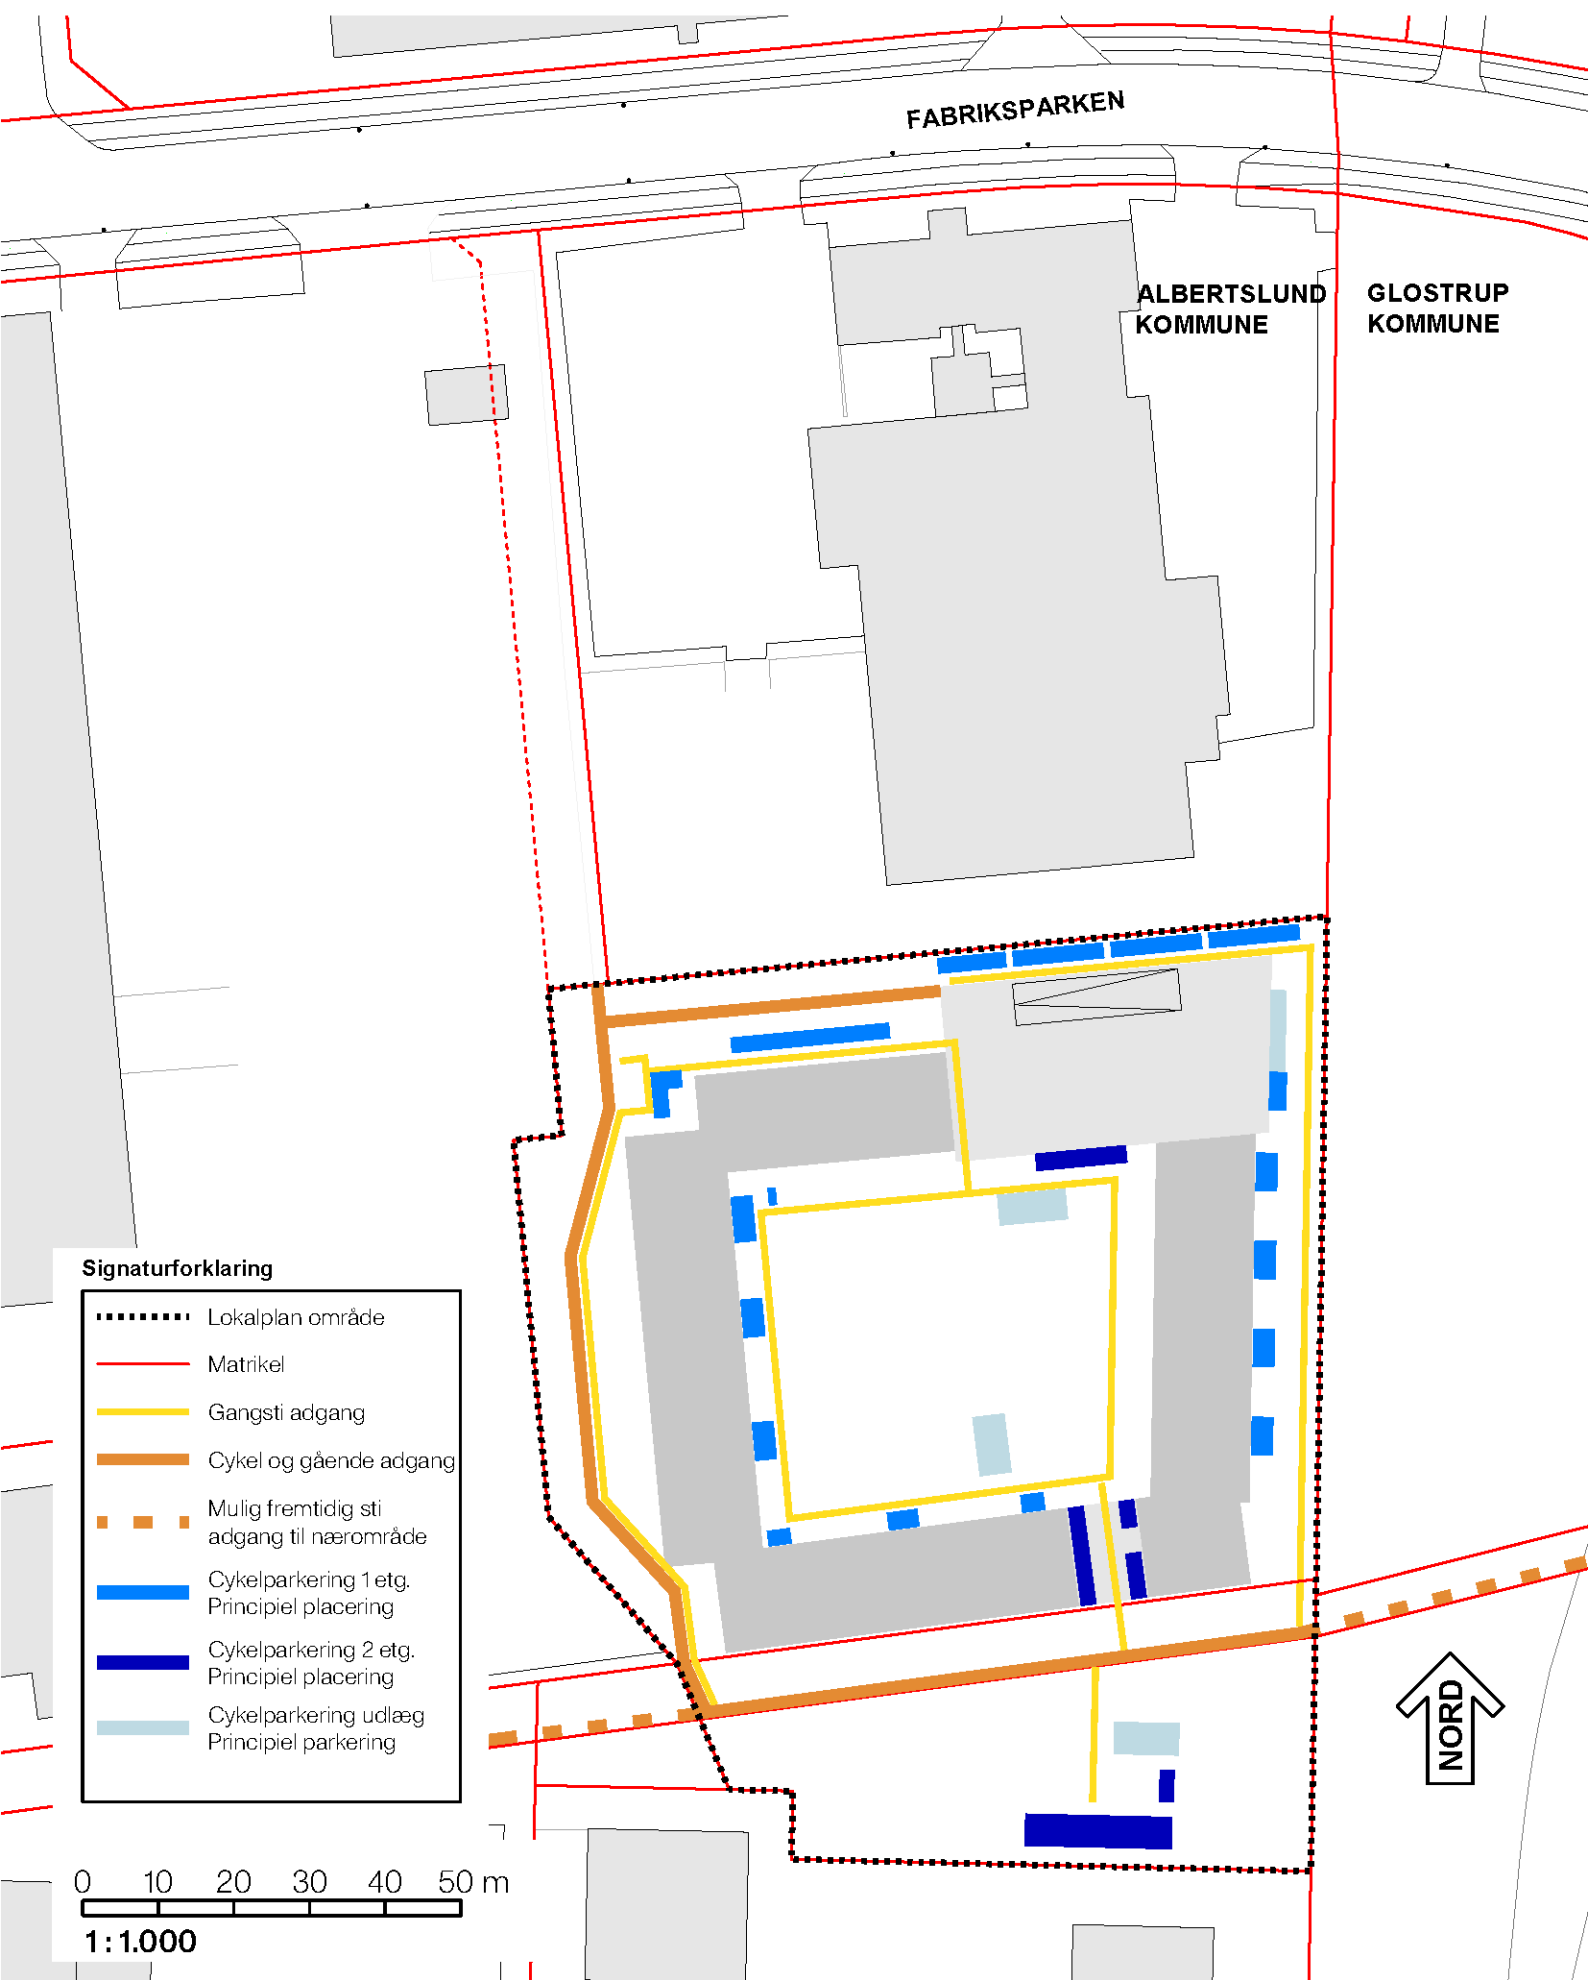 FABRIKSPARKEN
ALBERTSLUND
KOMMUNE
GLOSTRUP
KOMMUNE
Signaturforklaring
Lokalplan område
Matrikel
Gangsti adgang
Cykel og gående adgang
Mulig fremtidig sti
adgang til nærområde
Cykelparkering 1 etg.
Principiel placering
Cykelparkering 2 etg.
Principiel placering
Cykelparkering udlæg
Principiel parkering
NORD
0 10 20 30 40 50 m
1:1.000